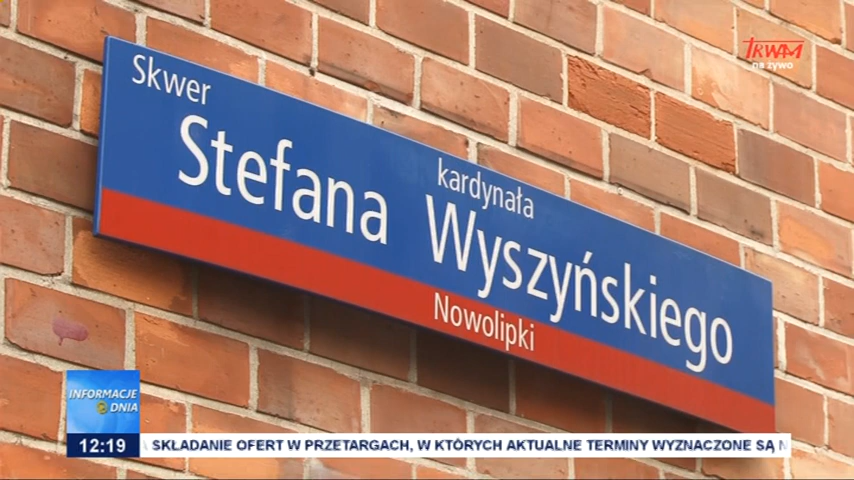 TRWAM
na żywo
Skwer
kardynała
Stefana Wyszyńskiego
Nowolipki
INFORMACJE
DNIA
12:19
SKŁADANIE OFERT W PRZETARGACH, W KTÓRYCH AKTUALNE TERMINY WYZNACZONE SĄ